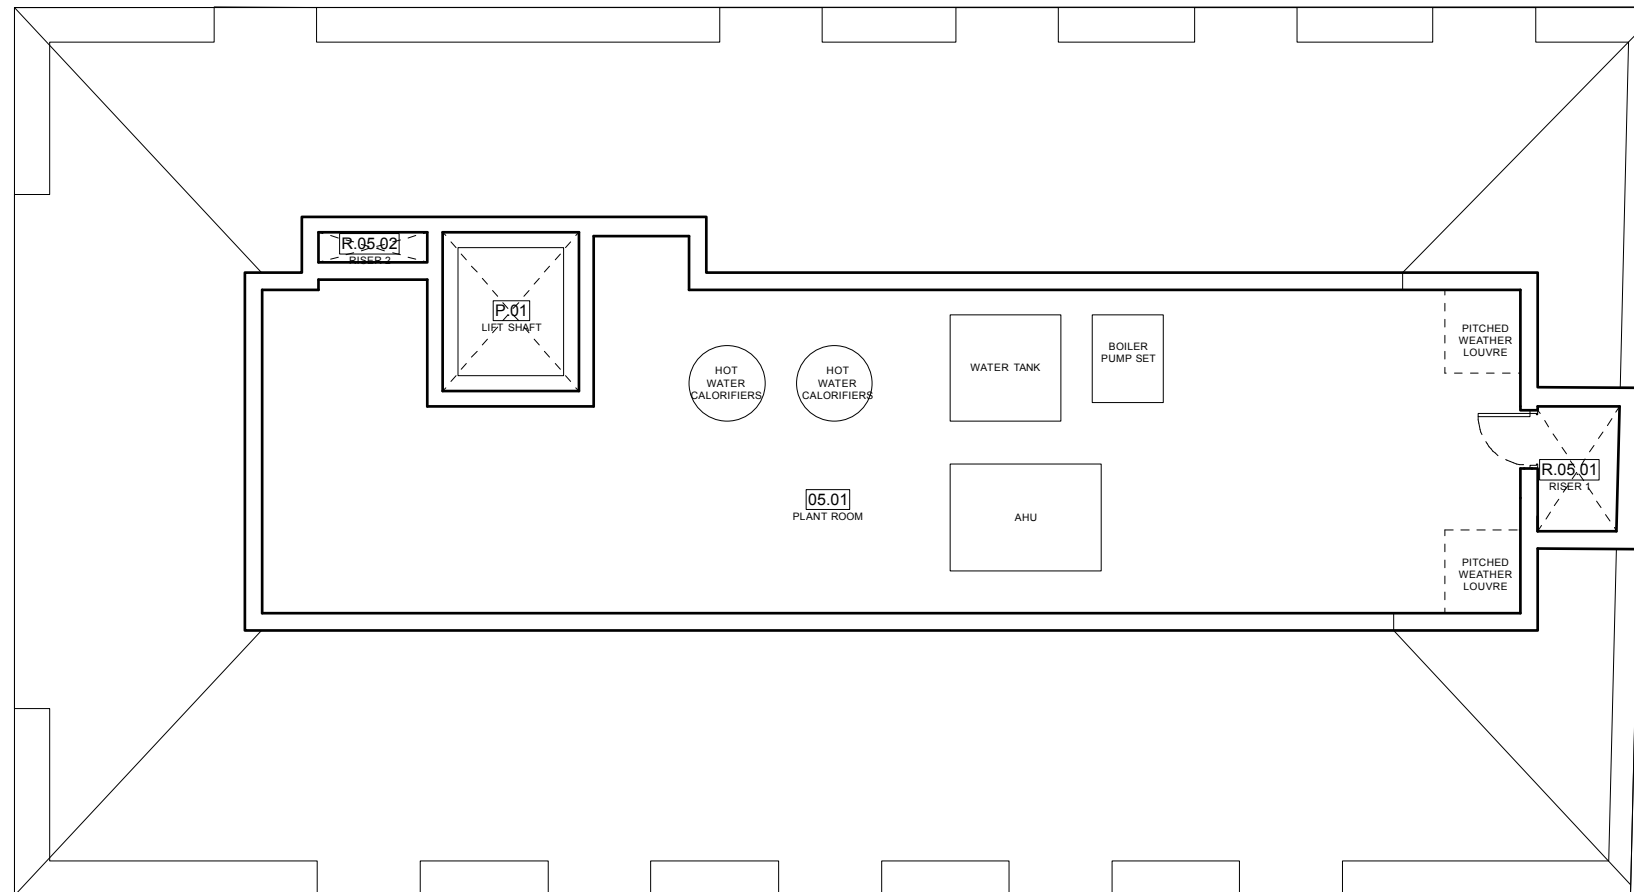 R.05.02
RISER 2
P.01
LIFT SHAFT
HOT
WATER
CALORIFIERS
HOT
WATER
CALORIFIERS
WATER TANK
BOILER
PUMP SET
PITCHED
WEATHER
LOUVRE
R.05.01
RISER 1
05.01
PLANT ROOM
AHU
PITCHED
WEATHER
LOUVRE